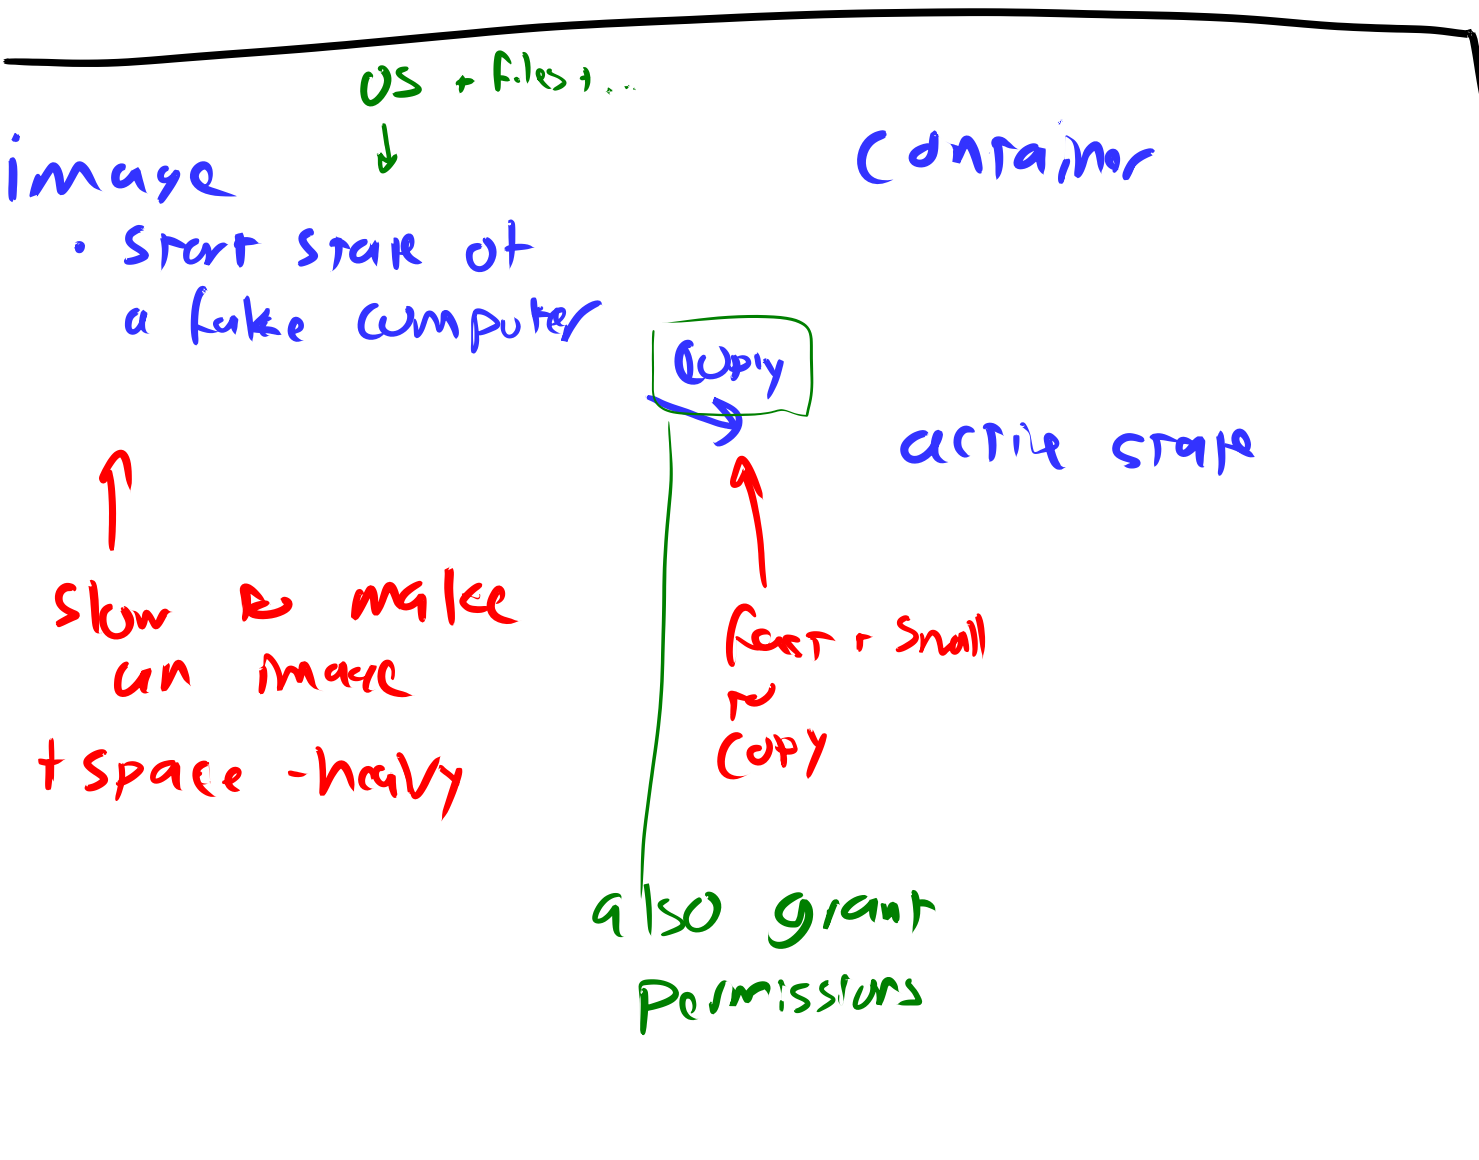 OS + files + ...
image
container
• start state of
a fake computer
copy
active state
slow to make
an image
+ space-heavy
fast + small
to
copy
also grant
permissions